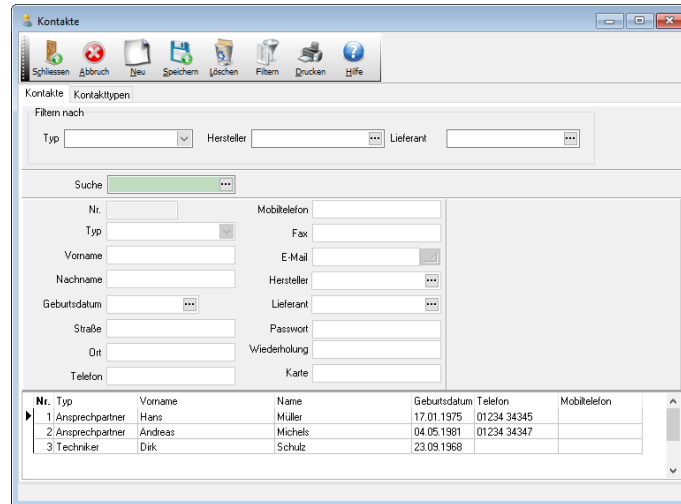 Kontakte
Schliessen Abbruch Neu Speichern Löschen Filtern Drucken Hilfe
Kontakte Kontakttypen
Filtern nach
Typ Hersteller Lieferant
Suche
Nr. Mobiltelefon
Typ Fax
Vorname E-Mail
Nachname Hersteller
Geburtsdatum Lieferant
Straße Passwort
Ort Wiederholung
Telefon Karte
Nr. Typ Vorname Name Geburtsdatum Telefon Mobiltelefon
1 Ansprechpartner Hans Müller 17.01.1975 01234 34345
2 Ansprechpartner Andreas Michels 04.05.1981 01234 34347
3 Techniker Dirk Schulz 23.09.1968